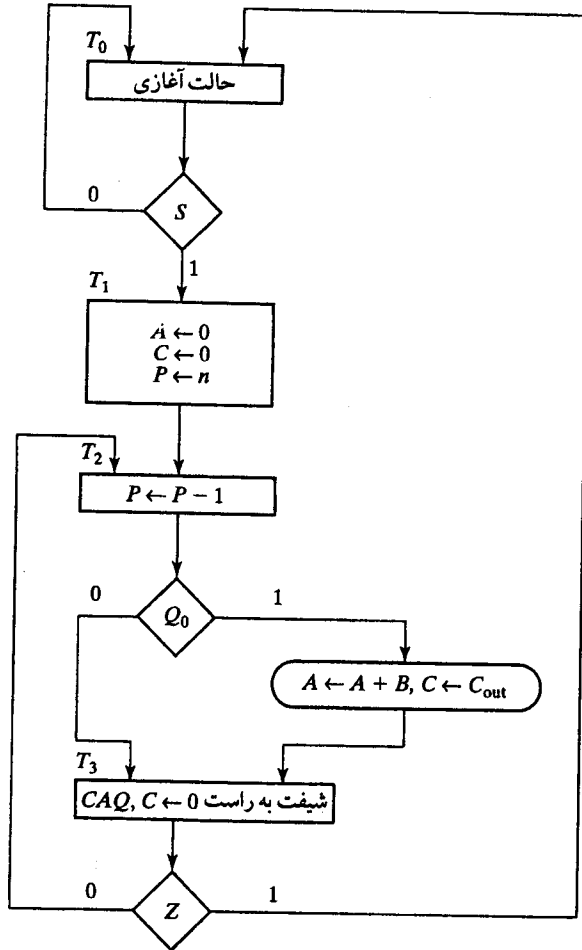 T₀
حالت آغازی
0
S
1
T₁
A ← 0
C ← 0
P ← n
T₂
P ← P − 1
0
Q₀
1
A ← A + B, C ← Cout
T₃
شیفت به راست CAQ, C ← 0
0
Z
1